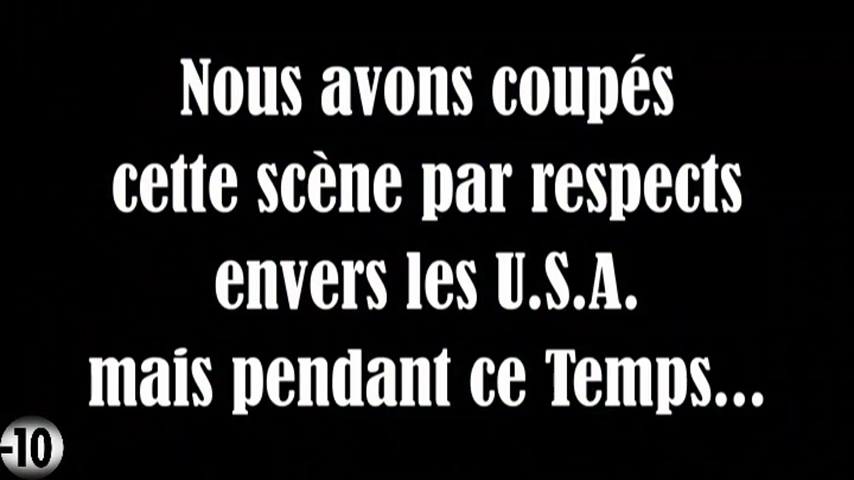 Nous avons coupés
cette scène par respects
envers les U.S.A.
mais pendant ce Temps...
-10